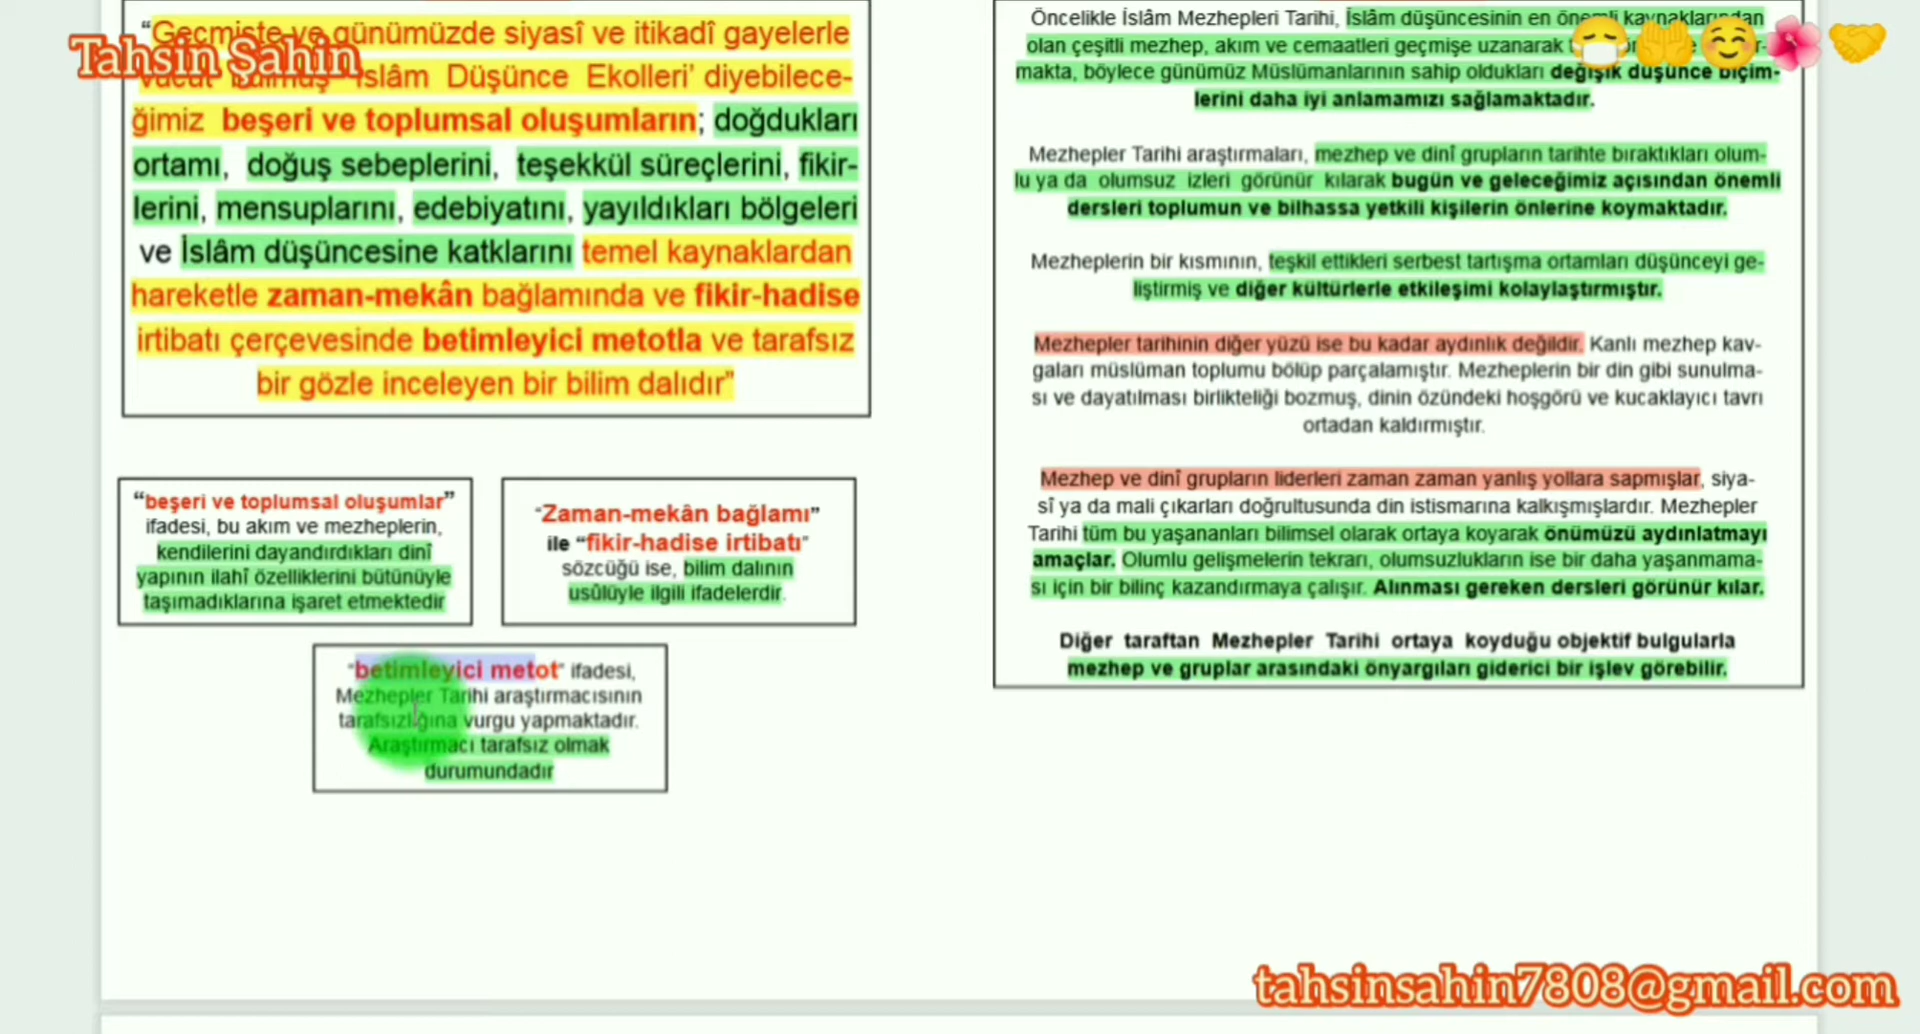 “Geçmişte ve günümüzde siyasî ve itikadî gayelerle
Tahsin Şahin
İslâm Düşünce Ekolleri’ diyebilece-
ğimiz beşeri ve toplumsal oluşumların; doğdukları
ortamı, doğuş sebeplerini, teşekkül süreçlerini, fikir-
lerini, mensuplarını, edebiyatını, yayıldıkları bölgeleri
ve İslâm düşüncesine katklarını temel kaynaklardan
hareketle zaman-mekân bağlamında ve fikir-hadise
irtibatı çerçevesinde betimleyici metotla ve tarafsız
bir gözle inceleyen bir bilim dalıdır”
“beşeri ve toplumsal oluşumlar”
ifadesi, bu akım ve mezheplerin,
kendilerini dayandırdıkları dinî
yapının ilahî özelliklerini bütünüyle
taşımadıklarına işaret etmektedir
“Zaman-mekân bağlamı”
ile “fikir-hadise irtibatı”
sözcüğü ise, bilim dalının
usûlüyle ilgili ifadelerdir.
“betimleyici metot” ifadesi,
Mezhepler Tarihi araştırmacısının
tarafsızlığına vurgu yapmaktadır.
Araştırmacı tarafsız olmak
durumundadır
Öncelikle İslâm Mezhepleri Tarihi, İslâm düşüncesinin en önemli kaynaklarından
olan çeşitli mezhep, akım ve cemaatleri geçmişe uzanarak
makta, böylece günümüz Müslümanlarının sahip oldukları değişik düşünce biçim-
lerini daha iyi anlamamızı sağlamaktadır.
Mezhepler Tarihi araştırmaları, mezhep ve dinî grupların tarihte bıraktıkları olum-
lu ya da olumsuz izleri görünür kılarak bugün ve geleceğimiz açısından önemli
dersleri toplumun ve bilhassa yetkili kişilerin önlerine koymaktadır.
Mezheplerin bir kısmının, teşkil ettikleri serbest tartışma ortamları düşünceyi ge-
liştirmiş ve diğer kültürlerle etkileşimi kolaylaştırmıştır.
Mezhepler tarihinin diğer yüzü ise bu kadar aydınlık değildir. Kanlı mezhep kav-
gaları müslüman toplumu bölüp parçalamıştır. Mezheplerin bir din gibi sunulma-
sı ve dayatılması birlikteliği bozmuş, dinin özündeki hoşgörü ve kucaklayıcı tavrı
ortadan kaldırmıştır.
Mezhep ve dinî grupların liderleri zaman zaman yanlış yollara sapmışlar, siya-
sî ya da mali çıkarları doğrultusunda din istismarına kalkışmışlardır. Mezhepler
Tarihi tüm bu yaşananları bilimsel olarak ortaya koyarak önümüzü aydınlatmayı
amaçlar. Olumlu gelişmelerin tekrarı, olumsuzlukların ise bir daha yaşanmama-
sı için bir bilinç kazandırmaya çalışır. Alınması gereken dersleri görünür kılar.
Diğer taraftan Mezhepler Tarihi ortaya koyduğu objektif bulgularla
mezhep ve gruplar arasındaki önyargıları giderici bir işlev görebilir.
tahsinsahin7808@gmail.com